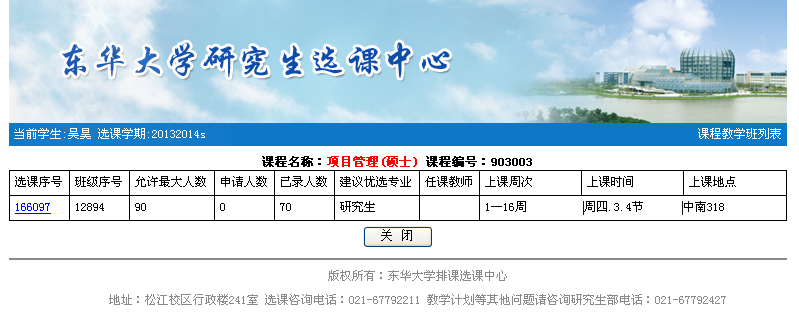 东华大学研究生选课中心
当前学生:吴昊 选课学期:20132014s 课程教学班列表
课程名称：项目管理(硕士) 课程编号：903003
选课序号 班级序号 允许最大人数 申请人数 已录人数 建议优选专业 任课教师 上课周次 上课时间 上课地点
166097 12894 90 0 70 研究生 1—16周 周四.3.4节 中南318
关 闭
版权所有：东华大学排课选课中心
地址：松江校区行政楼241室 选课咨询电话：021-67792211 教学计划等其他问题请咨询研究生部电话：021-67792427